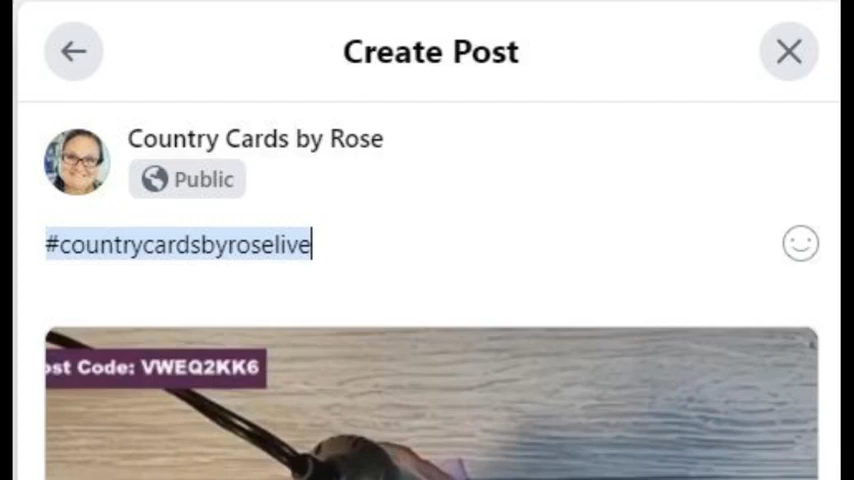 Create Post
Country Cards by Rose
Public
#countrycardsbyroselive
ost Code: VWEQ2KK6